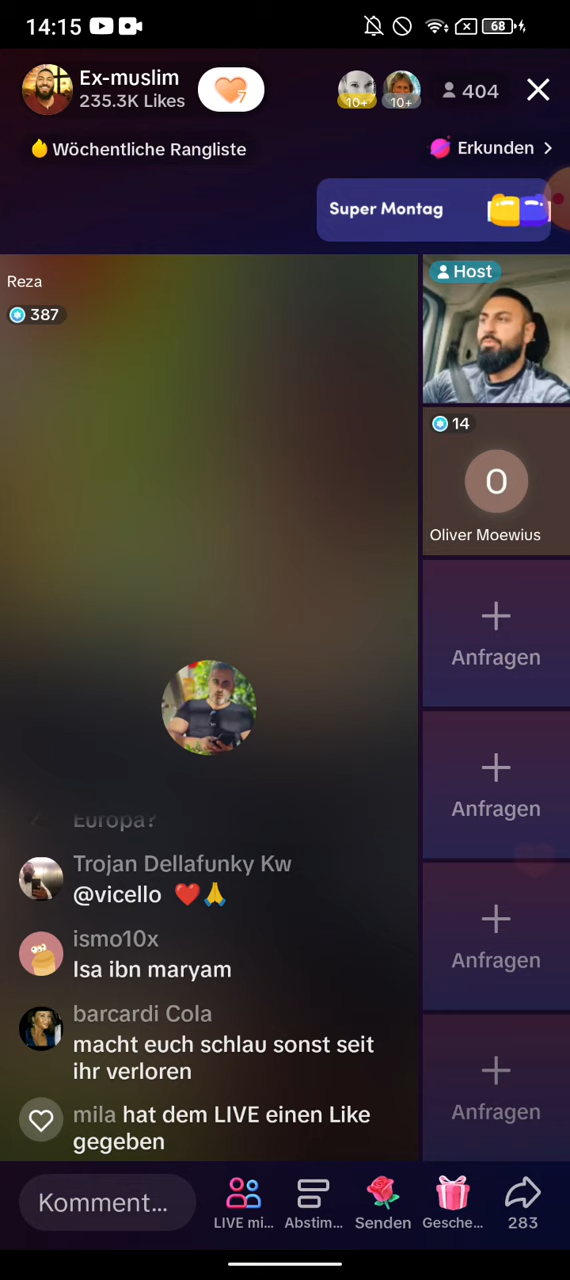 14:15
68
Ex-muslim
235.3K Likes
7
10+
10+
404
Wöchentliche Rangliste
Erkunden
Super Montag
Reza
387
Host
14
O
Oliver Moewius
Anfragen
Anfragen
Anfragen
Anfragen
Europa?
Trojan Dellafunky Kw
@vicello ❤️🙏
ismo10x
Isa ibn maryam
barcardi Cola
macht euch schlau sonst seit
ihr verloren
mila hat dem LIVE einen Like
gegeben
Komment...
LIVE mi...
Abstim...
Senden
Gesche...
283